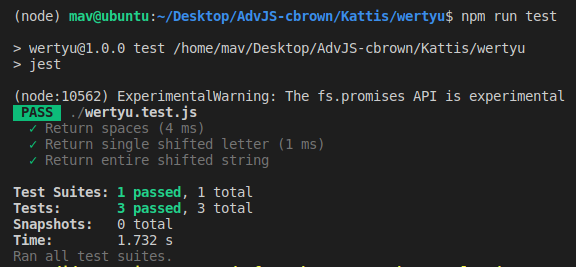 (node) mav@ubuntu:~/Desktop/AdvJS-cbrown/Kattis/wertyu$ npm run test
> wertyu@1.0.0 test /home/mav/Desktop/AdvJS-cbrown/Kattis/wertyu
> jest
(node:10562) ExperimentalWarning: The fs.promises API is experimental
PASS ./wertyu.test.js
✓ Return spaces (4 ms)
✓ Return single shifted letter (1 ms)
✓ Return entire shifted string
Test Suites: 1 passed, 1 total
Tests: 3 passed, 3 total
Snapshots: 0 total
Time: 1.732 s
Ran all test suites.